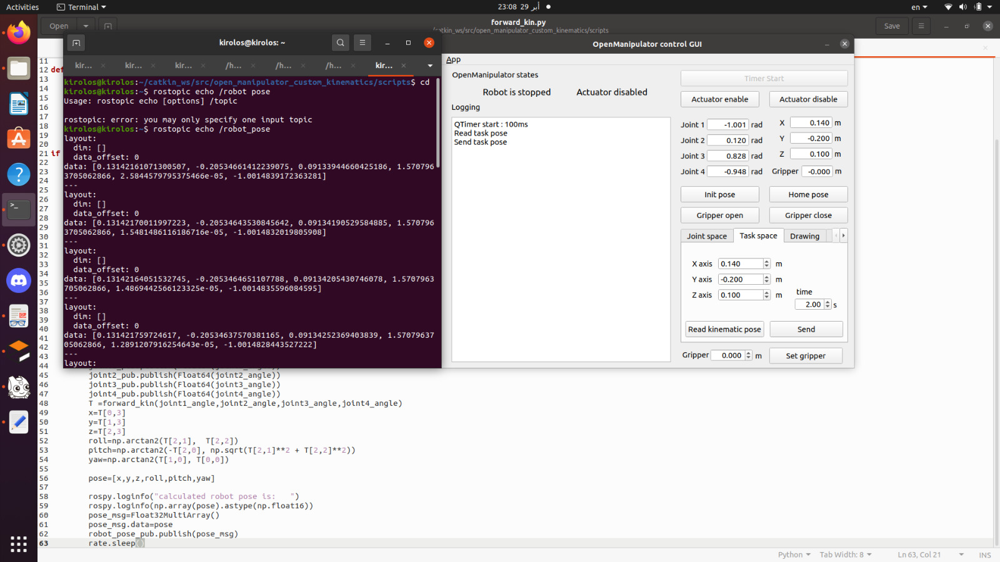 Activities
Terminal
23:08 29 أبر
en
Open
forward_kin.py
/catkin_ws/src/open_manipulator_custom_kinematics/scripts
Save
kirolos@kirolos: ~
kir...
kir...
kir...
/h...
/h...
/h...
kir...
kirolos@kirolos:~/catkin_ws/src/open_manipulator_custom_kinematics/scripts$ cd
kirolos@kirolos:~$ rostopic echo /robot pose
Usage: rostopic echo [options] /topic
rostopic: error: you may only specify one input topic
kirolos@kirolos:~$ rostopic echo /robot_pose
layout:
dim: []
data_offset: 0
data: [0.13142161071300507, -0.20534661412239075, 0.09133944660425186, 1.570796
3705062866, 2.5844579795375466e-05, -1.0014839172363281]
---
layout:
dim: []
data_offset: 0
data: [0.13142170011997223, -0.20534643530845642, 0.09134190529584885, 1.570796
3705062866, 1.5481486116186716e-05, -1.0014832019805908]
---
layout:
dim: []
data_offset: 0
data: [0.13142164051532745, -0.2053464651107788, 0.09134205430746078, 1.5707963
705062866, 1.4869442566123325e-05, -1.0014835596084595]
---
layout:
dim: []
data_offset: 0
data: [0.131421759724617, -0.20534637570381165, 0.09134252369403839, 1.57079637
05062866, 1.2891207916254643e-05, -1.0014828443527222]
---
layout:
OpenManipulator control GUI
App
OpenManipulator states
Robot is stopped
Actuator disabled
Logging
QTimer start : 100ms
Read task pose
Send task pose
Timer Start
Actuator enable
Actuator disable
Joint 1 -1.001 rad
X 0.140 m
Joint 2 0.120 rad
Y -0.200 m
Joint 3 0.828 rad
Z 0.100 m
Joint 4 -0.948 rad
Gripper -0.000 m
Init pose
Home pose
Gripper open
Gripper close
Joint space
Task space
Drawing
X axis 0.140 m
Y axis -0.200 m
Z axis 0.100 m
time
2.00 s
Read kinematic pose
Send
Gripper 0.000 m
Set gripper
11
12 def
13
14
15
16
17
18
19
20
21 if
22
23
24
25
26
27
28
29
30
31
32
33
34
35
36
37
38
39
40
41
42
43
44
45 joint2_pub.publish(Float64(joint2_angle))
46 joint3_pub.publish(Float64(joint3_angle))
47 joint4_pub.publish(Float64(joint4_angle))
48 T =forward_kin(joint1_angle,joint2_angle,joint3_angle,joint4_angle)
49 x=T[0,3]
50 y=T[1,3]
51 z=T[2,3]
52 roll=np.arctan2(T[2,1], T[2,2])
53 pitch=np.arctan2(-T[2,0], np.sqrt(T[2,1]**2 + T[2,2]**2))
54 yaw=np.arctan2(T[1,0], T[0,0])
55
56 pose=[x,y,z,roll,pitch,yaw]
57
58 rospy.loginfo("calculated robot pose is: ")
59 rospy.loginfo(np.array(pose).astype(np.float16))
60 pose_msg=Float32MultiArray()
61 pose_msg.data=pose
62 robot_pose_pub.publish(pose_msg)
63 rate.sleep()
Python
Tab Width: 8
Ln 63, Col 21
INS